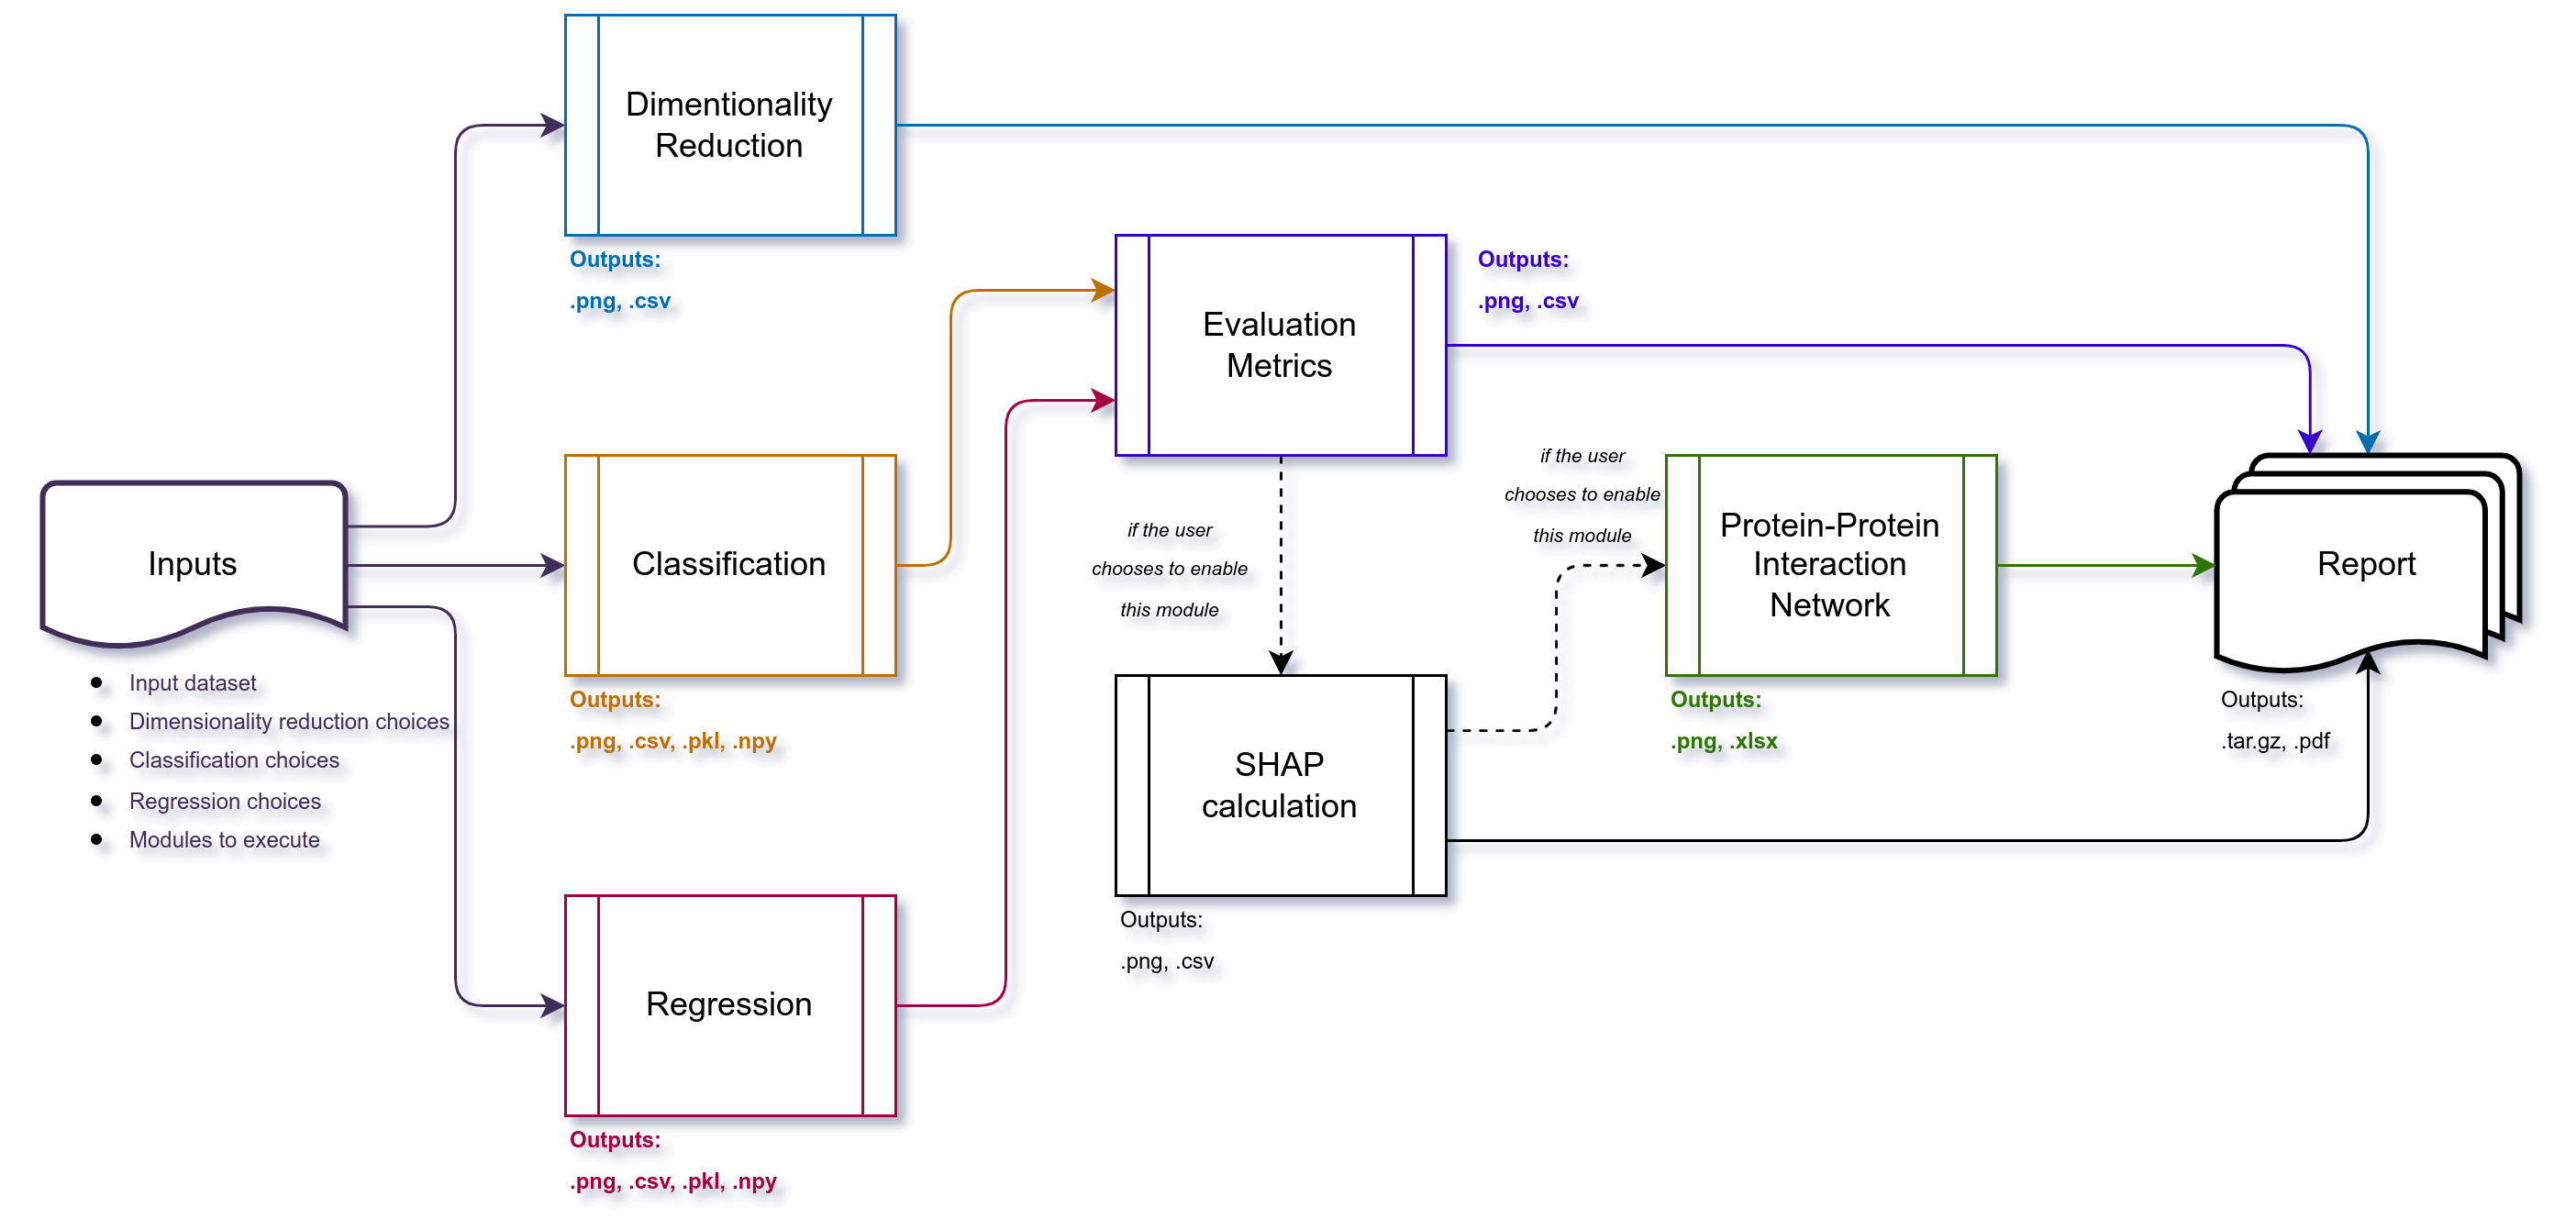 Dimentionality
Reduction
Outputs:
.png, .csv
Evaluation
Metrics
Outputs:
.png, .csv
Inputs
Input dataset
Dimensionality reduction choices
Classification choices
Regression choices
Modules to execute
Classification
Outputs:
.png, .csv, .pkl, .npy
if the user
chooses to enable
this module
if the user
chooses to enable
this module
Protein-Protein
Interaction
Network
Outputs:
.png, .xlsx
Report
Outputs:
.tar.gz, .pdf
SHAP
calculation
Outputs:
.png, .csv
Regression
Outputs:
.png, .csv, .pkl, .npy